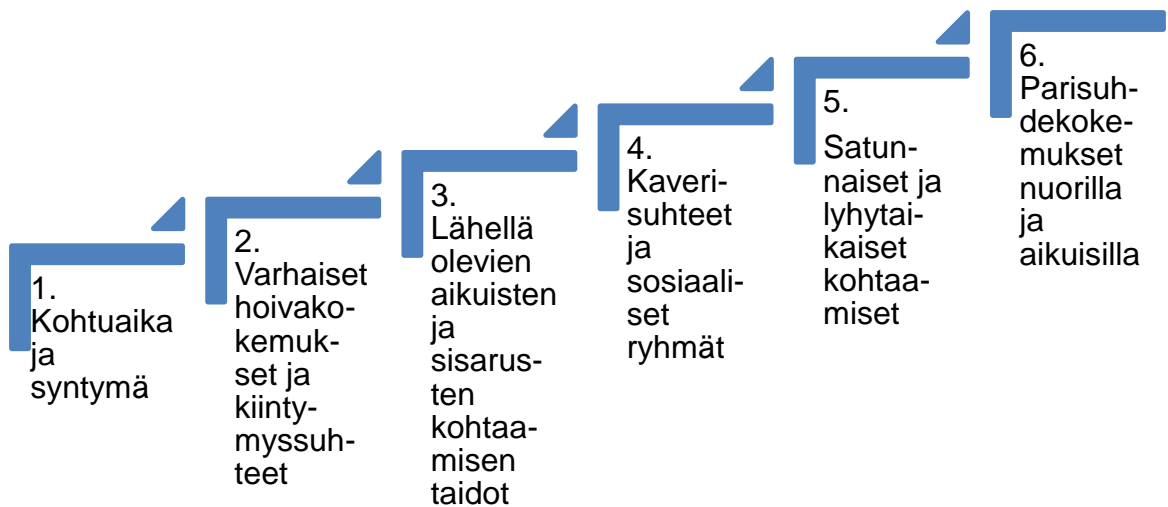 1.
Kohtuaika
ja
syntymä
2.
Varhaiset
hoivako-
kemuk-
set ja
kiinty-
myssuh-
teet
3.
Lähellä
olevien
aikuisten
ja
sisarus-
ten
kohtaa-
misen
taidot
4.
Kaveri-
suhteet
ja
sosiaali-
set
ryhmät
5.
Satun-
naiset ja
lyhytai-
kaiset
kohtaa-
miset
6.
Parisuh-
dekoke-
mukset
nuorilla
ja
aikuisilla